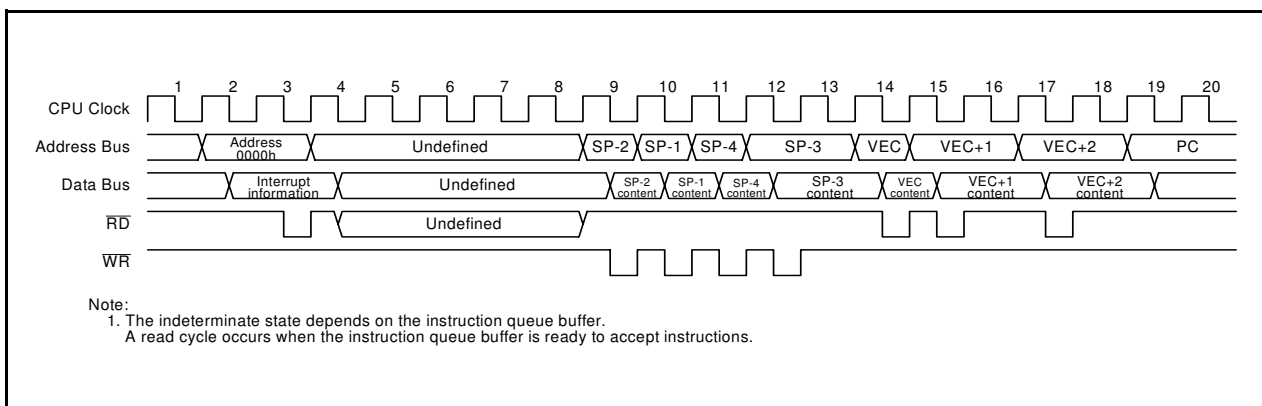 1 2 3 4 5 6 7 8 9 10 11 12 13 14 15 16 17 18 19 20
CPU Clock
Address Bus Address 0000h Undefined SP-2 SP-1 SP-4 SP-3 VEC VEC+1 VEC+2 PC
Data Bus Interrupt information Undefined SP-2 content SP-1 content SP-4 content SP-3 content VEC content VEC+1 content VEC+2 content
RD Undefined
WR
Note:
1. The indeterminate state depends on the instruction queue buffer.
A read cycle occurs when the instruction queue buffer is ready to accept instructions.